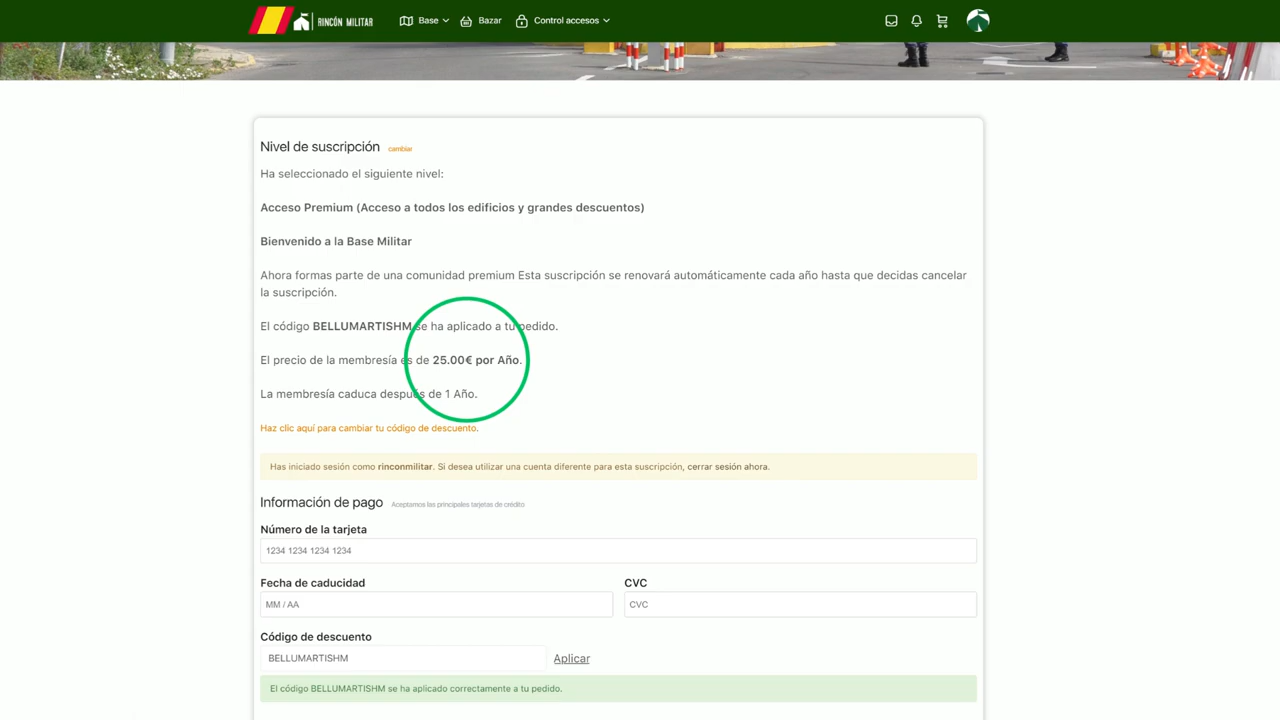 RINCÓN MILITAR
Base
Bazar
Control accesos
Nivel de suscripción cambiar
Ha seleccionado el siguiente nivel:
Acceso Premium (Acceso a todos los edificios y grandes descuentos)
Bienvenido a la Base Militar
Ahora formas parte de una comunidad premium Esta suscripción se renovará automáticamente cada año hasta que decidas cancelar
la suscripción.
El código BELLUMARTISHM se ha aplicado a tu pedido.
El precio de la membresía es de 25.00€ por Año.
La membresía caduca después de 1 Año.
Haz clic aquí para cambiar tu código de descuento.
Has iniciado sesión como rinconmilitar. Si desea utilizar una cuenta diferente para esta suscripción, cerrar sesión ahora.
Información de pago Aceptamos las principales tarjetas de crédito
Número de la tarjeta
1234 1234 1234 1234
Fecha de caducidad
MM / AA
CVC
CVC
Código de descuento
BELLUMARTISHM Aplicar
El código BELLUMARTISHM se ha aplicado correctamente a tu pedido.